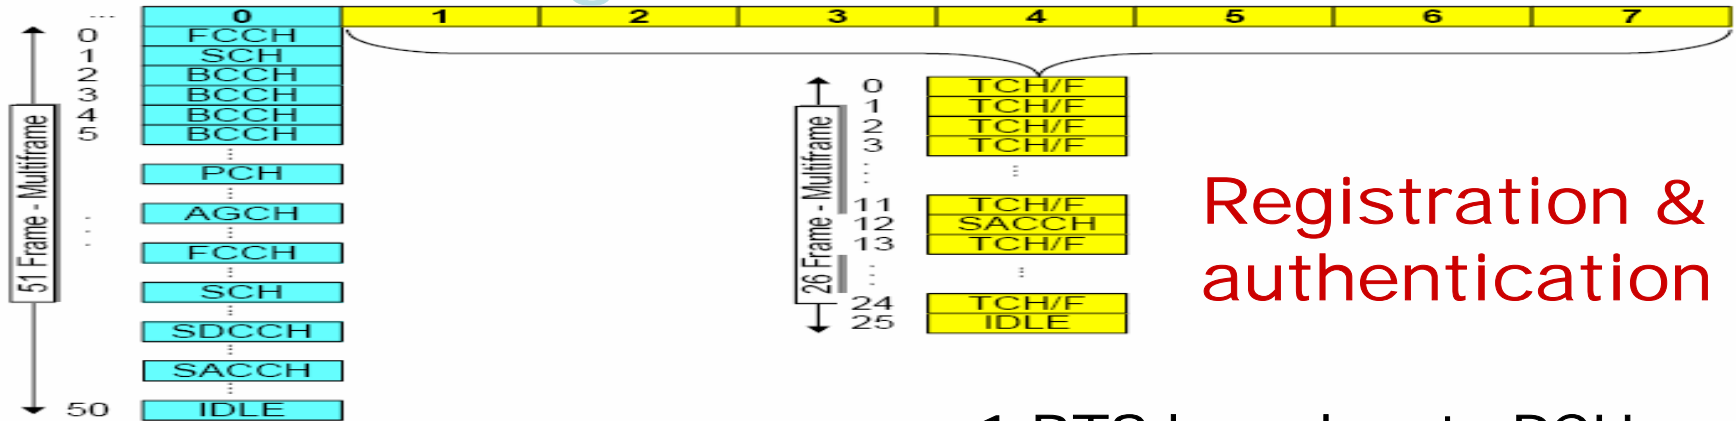 0 1 2 3 4 5 6 7
0 FCCH
1 SCH
2 BCCH
3 BCCH
4 BCCH
5 BCCH
PCH
AGCH
FCCH
SCH
SDCCH
SACCH
50 IDLE
51 Frame - Multiframe
0 TCH/F
1 TCH/F
2 TCH/F
3 TCH/F
11 TCH/F
12 SACCH
13 TCH/F
24 TCH/F
25 IDLE
26 Frame - Multiframe
Registration &
authentication